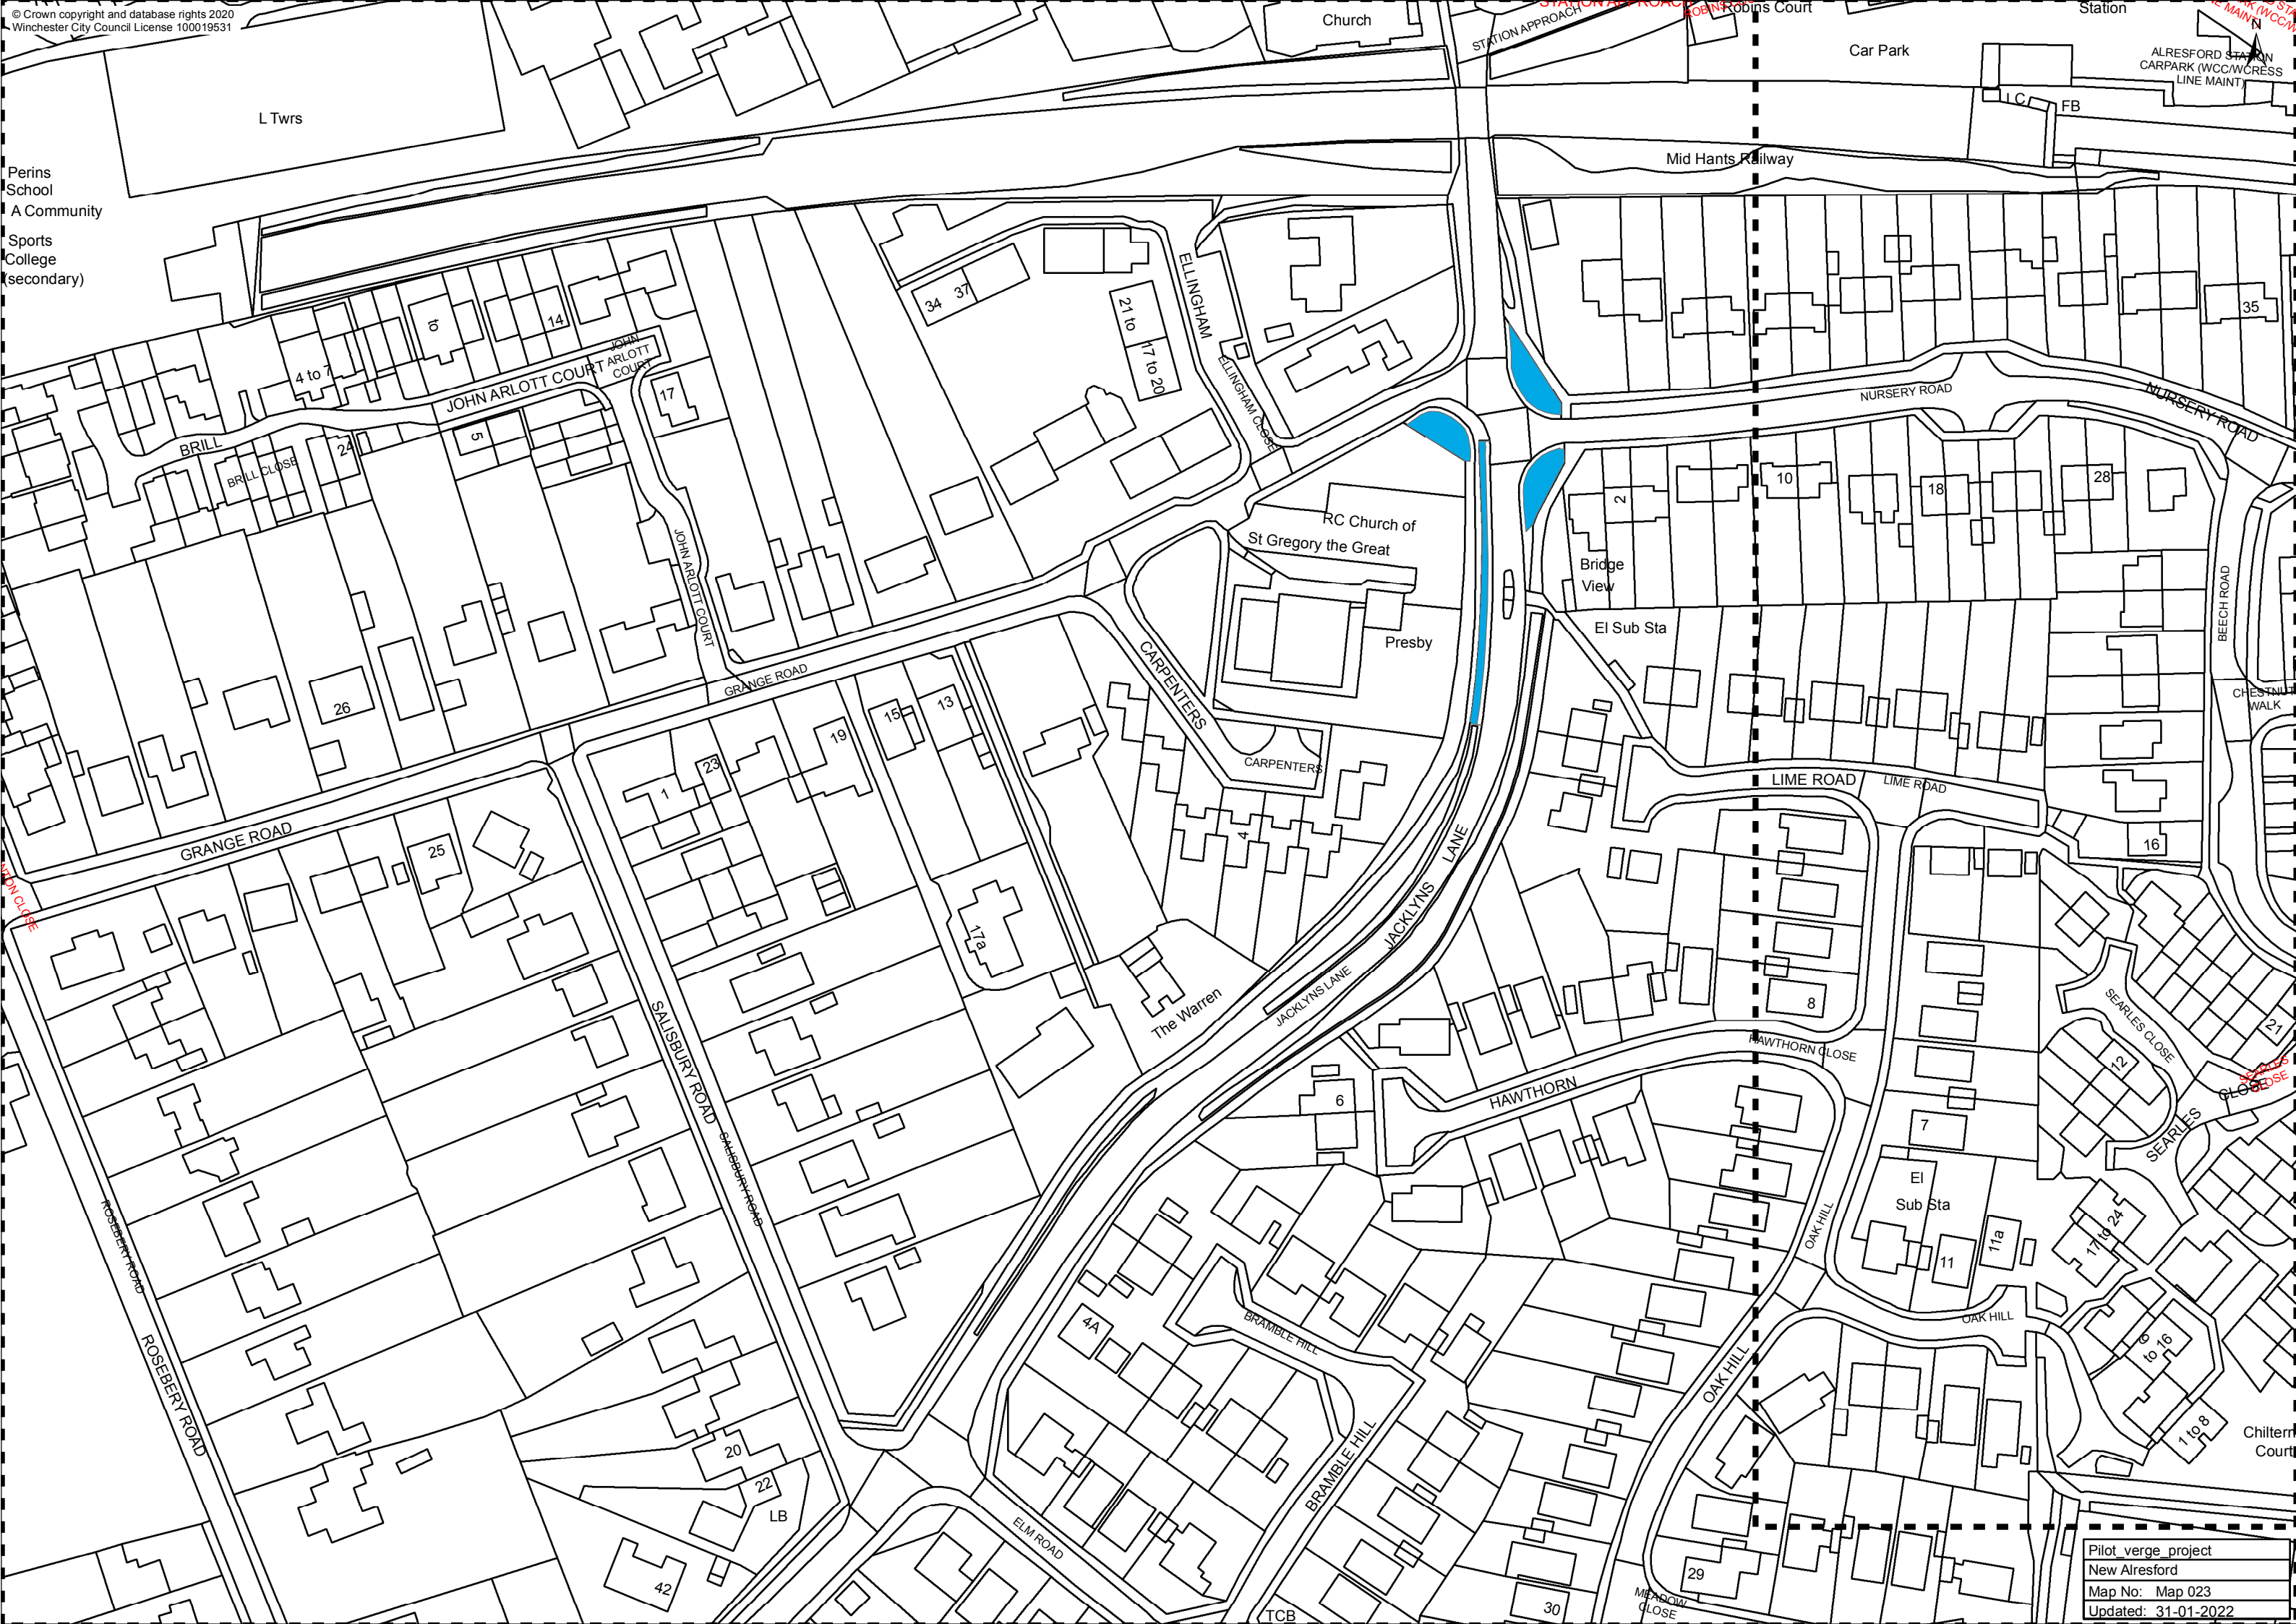 © Crown copyright and database rights 2020
Winchester City Council License 100019531
Church
STATION APPROACH
STATION APPROACH
Robins Court
Station
Car Park
N
ALRESFORD STATION
CARPARK (WCC/WCRESS
LINE MAINT)
L Twrs
LC
FB
Mid Hants Railway
Perins
School
A Community
Sports
College
(secondary)
34
37
21 to
17 to 20
ELLINGHAM
ELLINGHAM CLOSE
35
to
14
4 to 7
JOHN ARLOTT COURT
JOHN
ARLOTT
COURT
17
5
24
BRILL
BRILL CLOSE
JOHN ARLOTT COURT
NURSERY ROAD
NURSERY ROAD
2
10
18
28
RC Church of
St Gregory the Great
Bridge
View
El Sub Sta
Presby
BEECH ROAD
CHESTNUT
WALK
GRANGE ROAD
CARPENTERS
CARPENTERS
26
1
23
19
15
13
4
LIME ROAD
LIME ROAD
16
GRANGE ROAD
25
NTON CLOSE
17a
JACKLYNS
LANE
JACKLYNS LANE
The Warren
8
HAWTHORN CLOSE
HAWTHORN
6
SEARLES CLOSE
21
12
SEARLES
CLOSE
SEARLES
CLOSE
7
El
Sub Sta
11
11a
17 to 24
OAK HILL
OAK HILL
OAK HILL
9
to 16
1 to 8
Chiltern
Court
SALISBURY ROAD
SALISBURY ROAD
ROSEBERY ROAD
ROSEBERY ROAD
4A
BRAMBLE HILL
BRAMBLE HILL
20
22
LB
42
ELM ROAD
TCB
30
29
MEADOW
CLOSE
Pilot_verge_project
New Alresford
Map No: Map 023
Updated: 31-01-2022